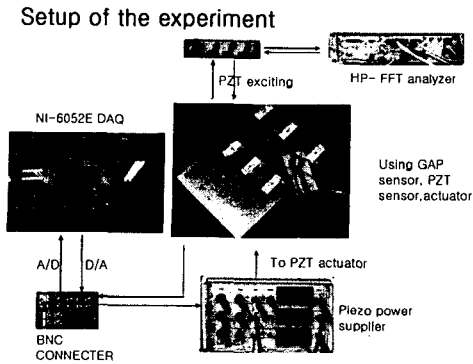 Setup of the experiment
PZT exciting
HP- FFT analyzer
NI-6052E DAQ
Using GAP
sensor, PZT
sensor,actuator
A/D
D/A
To PZT actuator
BNC
CONNECTER
Piezo power
supplier